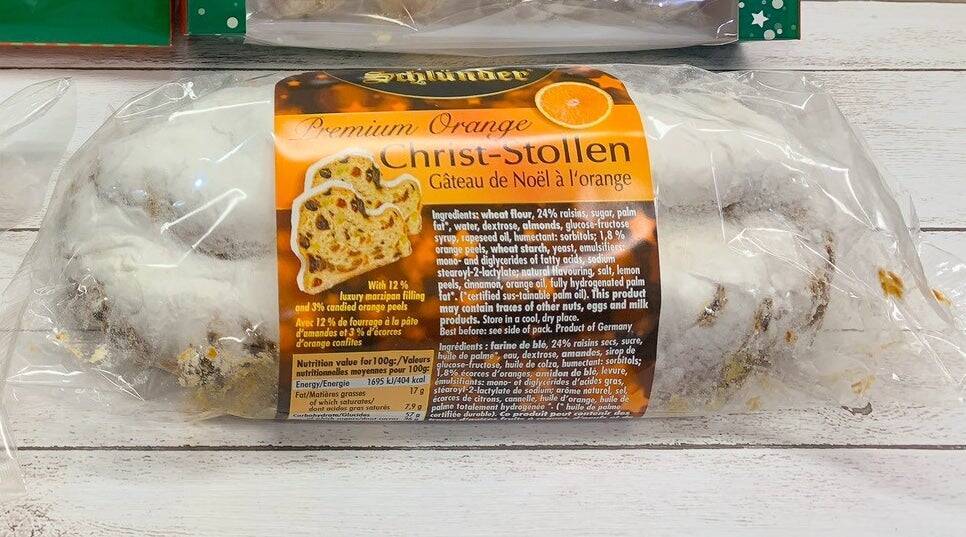 Schlünder
Premium Orange
Christ-Stollen
Gâteau de Noël à l'orange
With 12 %
luxury marzipan filling
and 3% candied orange peels
Avec 12 % de fourrage à la pâte
d'amandes et 3 % d'écorces
d'orange confites
Nutrition value for 100g:/Valeurs
nutritionnelles moyennes pour 100g:
Energy/Energie 1695 kJ/404 kcal
Fat/Matières grasses 17 g
of which saturates/
dont acides gras saturés 7,9 g
Carbohydrate/Glucides 57 g
Ingredients: wheat flour, 24% raisins, sugar, palm
fat*, water, dextrose, almonds, glucose-fructose
syrup, rapeseed oil, humectant: sorbitols; 1,8 %
orange peels, wheat starch, yeast, emulsifiers:
mono- and diglycerides of fatty acids, sodium
stearoyl-2-lactylate; natural flavouring, salt, lemon
peels, cinnamon, orange oil, fully hydrogenated palm
fat*. (*certified sus-tainable palm oil). This product
may contain traces of other nuts, eggs and milk
products. Store in a cool, dry place.
Best before: see side of pack. Product of Germany
Ingrédients : farine de blé, 24% raisins secs, sucre,
huile de palme*, eau, dextrose, amandes, sirop de
glucose-fructose, huile de colza, humectant: sorbitols;
1,8% écorces d'oranges, amidon de blé, levure,
émulsifiants: mono- et diglycérides d'acides gras,
stéaroyl-2-lactylate de sodium; arôme naturel, sel,
écorces de citrons, cannelle, huile d'orange, huile de
palme totalement hydrogénée *. (* huile de palme
certifiée durable). Ce produit peut contenir des